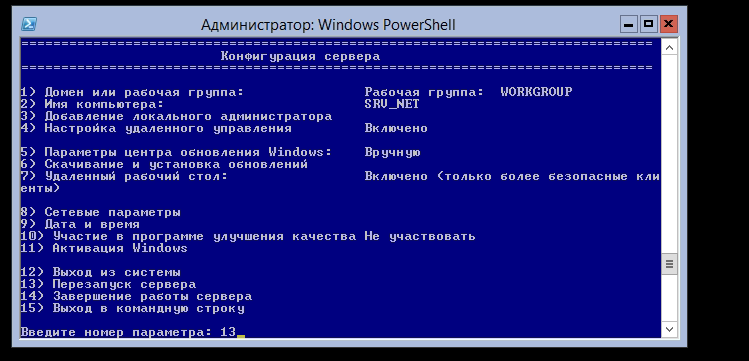 Администратор: Windows PowerShell
===============================================================================
Конфигурация сервера
===============================================================================
1) Домен или рабочая группа: Рабочая группа: WORKGROUP
2) Имя компьютера: SRV_NET
3) Добавление локального администратора
4) Настройка удаленного управления Включено
5) Параметры центра обновления Windows: Вручную
6) Скачивание и установка обновлений
7) Удаленный рабочий стол: Включено (только более безопасные кли
енты)
8) Сетевые параметры
9) Дата и время
10) Участие в программе улучшения качества Не участвовать
11) Активация Windows
12) Выход из системы
13) Перезапуск сервера
14) Завершение работы сервера
15) Выход в командную строку
Введите номер параметра: 13